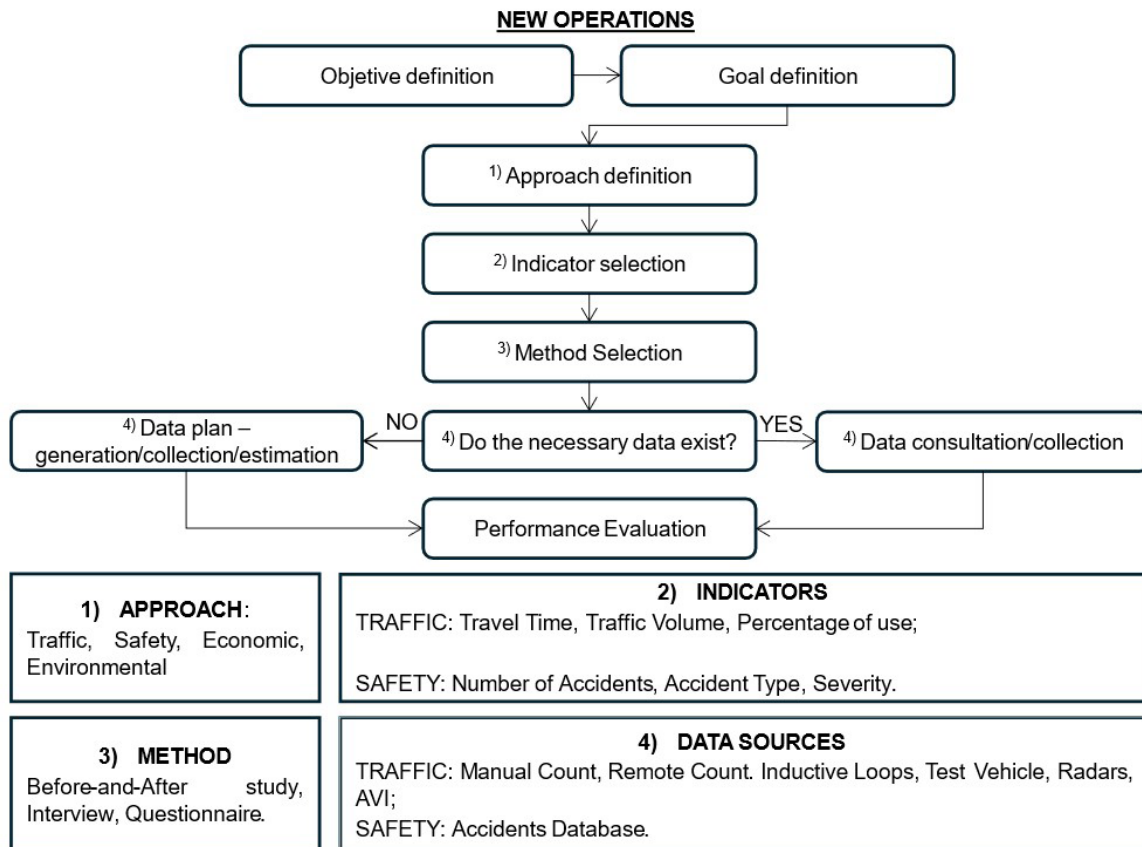 NEW OPERATIONS
Objetive definition
Goal definition
1) Approach definition
2) Indicator selection
3) Method Selection
4) Data plan –
generation/collection/estimation
NO
4) Do the necessary data exist?
YES
4) Data consultation/collection
Performance Evaluation
1) APPROACH:
Traffic, Safety, Economic,
Environmental
2) INDICATORS
TRAFFIC: Travel Time, Traffic Volume, Percentage of use;
SAFETY: Number of Accidents, Accident Type, Severity.
3) METHOD
Before-and-After study,
Interview, Questionnaire.
4) DATA SOURCES
TRAFFIC: Manual Count, Remote Count. Inductive Loops, Test Vehicle, Radars,
AVI;
SAFETY: Accidents Database.